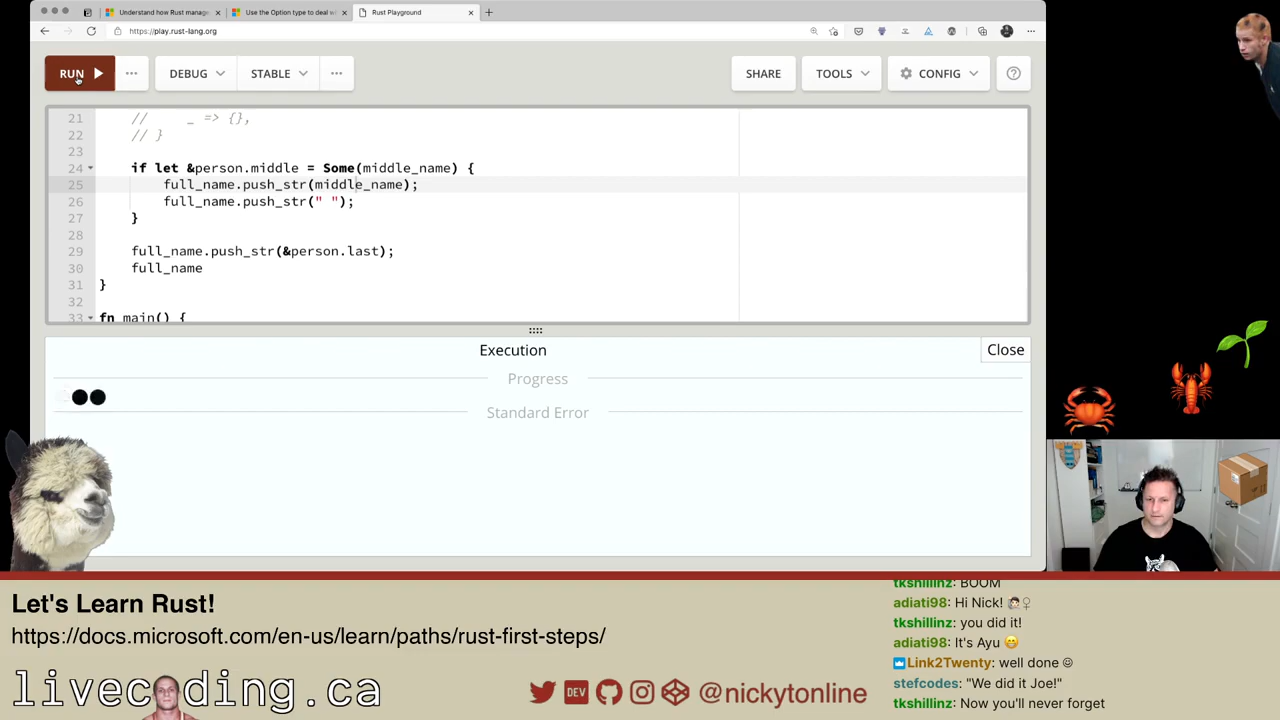 Understand how Rust manage
Use the Option type to deal wi
Rust Playground
https://play.rust-lang.org
RUN
DEBUG
STABLE
SHARE
TOOLS
CONFIG
21 // _ => {},
22 // }
23
24 if let &person.middle = Some(middle_name) {
25 full_name.push_str(middle_name);
26 full_name.push_str(" ");
27 }
28
29 full_name.push_str(&person.last);
30 full_name
31 }
32
33 fn main() {
Execution
Close
Progress
Standard Error
Let's Learn Rust!
https://docs.microsoft.com/en-us/learn/paths/rust-first-steps/
livecoding.ca
DEV
@nickytonline
tkshillinz: BOOM
adiati98: Hi Nick! 
tkshillinz: you did it!
adiati98: It's Ayu 😁
Link2Twenty: well done ☺
stefcodes: "We did it Joe!"
tkshillinz: Now you'll never forget